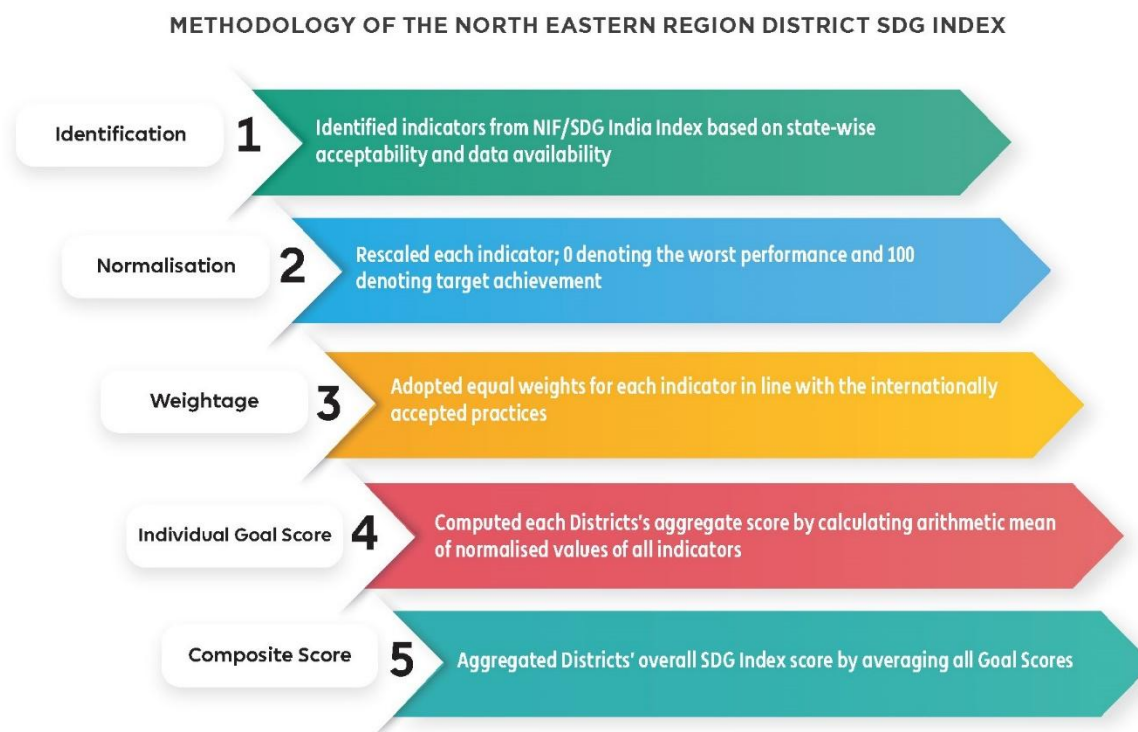 METHODOLOGY OF THE NORTH EASTERN REGION DISTRICT SDG INDEX
Identification
1
Identified indicators from NIF/SDG India Index based on state-wise
acceptability and data availability
Normalisation
2
Rescaled each indicator; 0 denoting the worst performance and 100
denoting target achievement
Weightage
3
Adopted equal weights for each indicator in line with the internationally
accepted practices
Individual Goal Score
4
Computed each Districts's aggregate score by calculating arithmetic mean
of normalised values of all indicators
Composite Score
5
Aggregated Districts' overall SDG Index score by averaging all Goal Scores